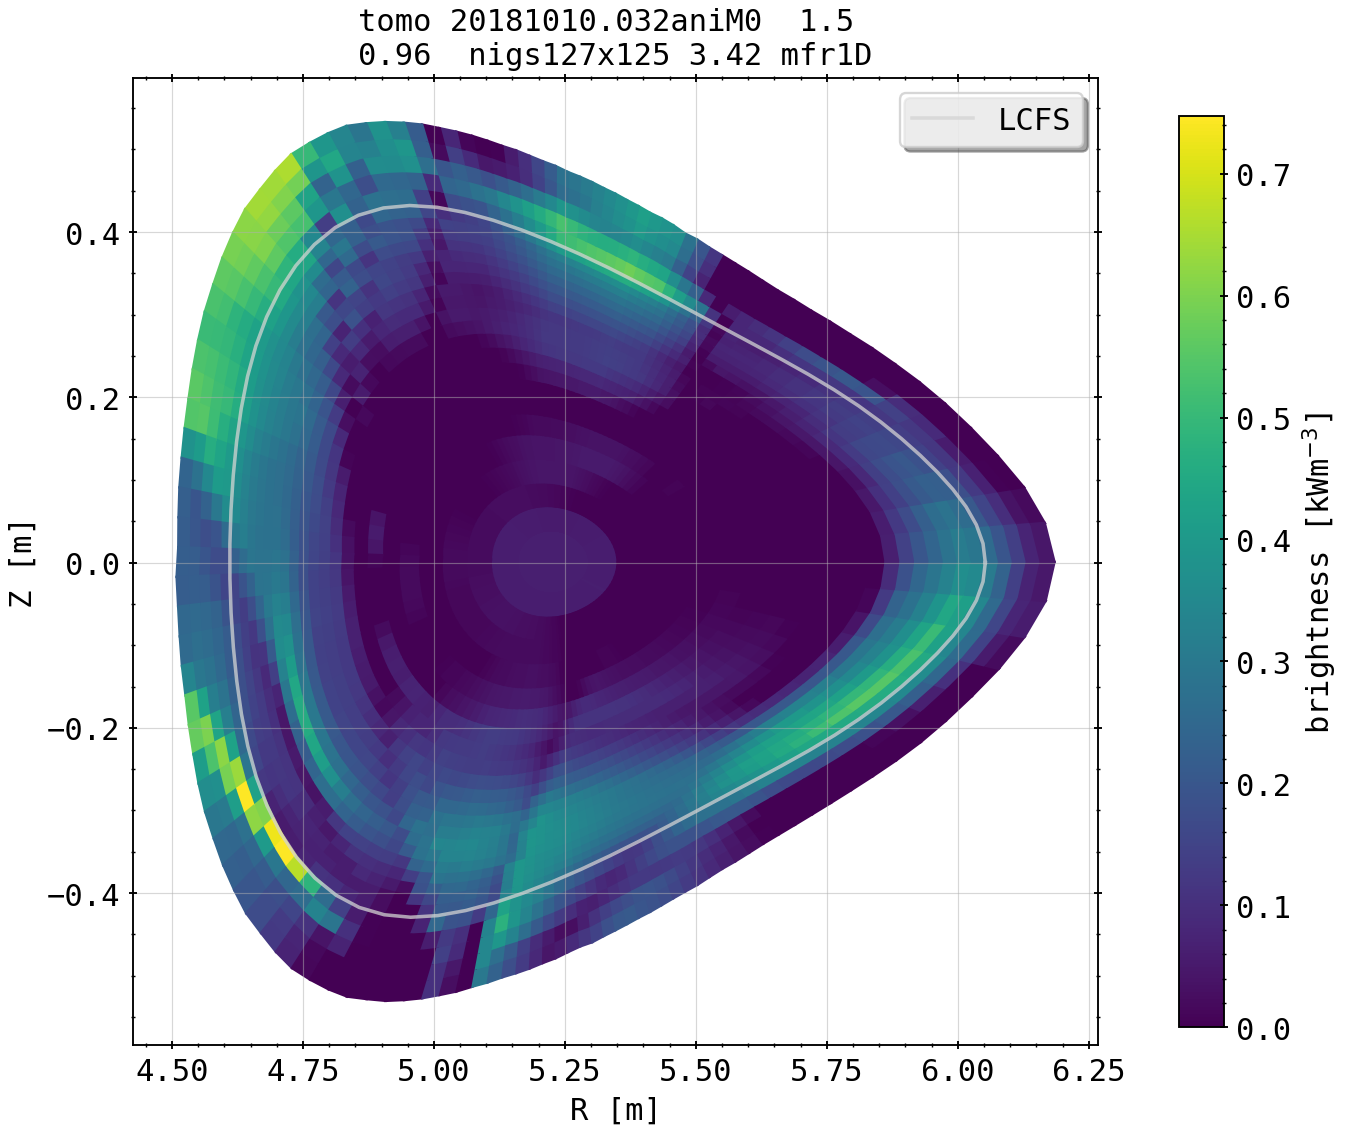 tomo 20181010.032aniM0  1.5
0.96  nigs127x125 3.42 mfr1D
LCFS
0.4
0.2
0.0
−0.2
−0.4
Z [m]
4.50 4.75 5.00 5.25 5.50 5.75 6.00 6.25
R [m]
0.7
0.6
0.5
0.4
0.3
0.2
0.1
0.0
brightness [kWm⁻³]